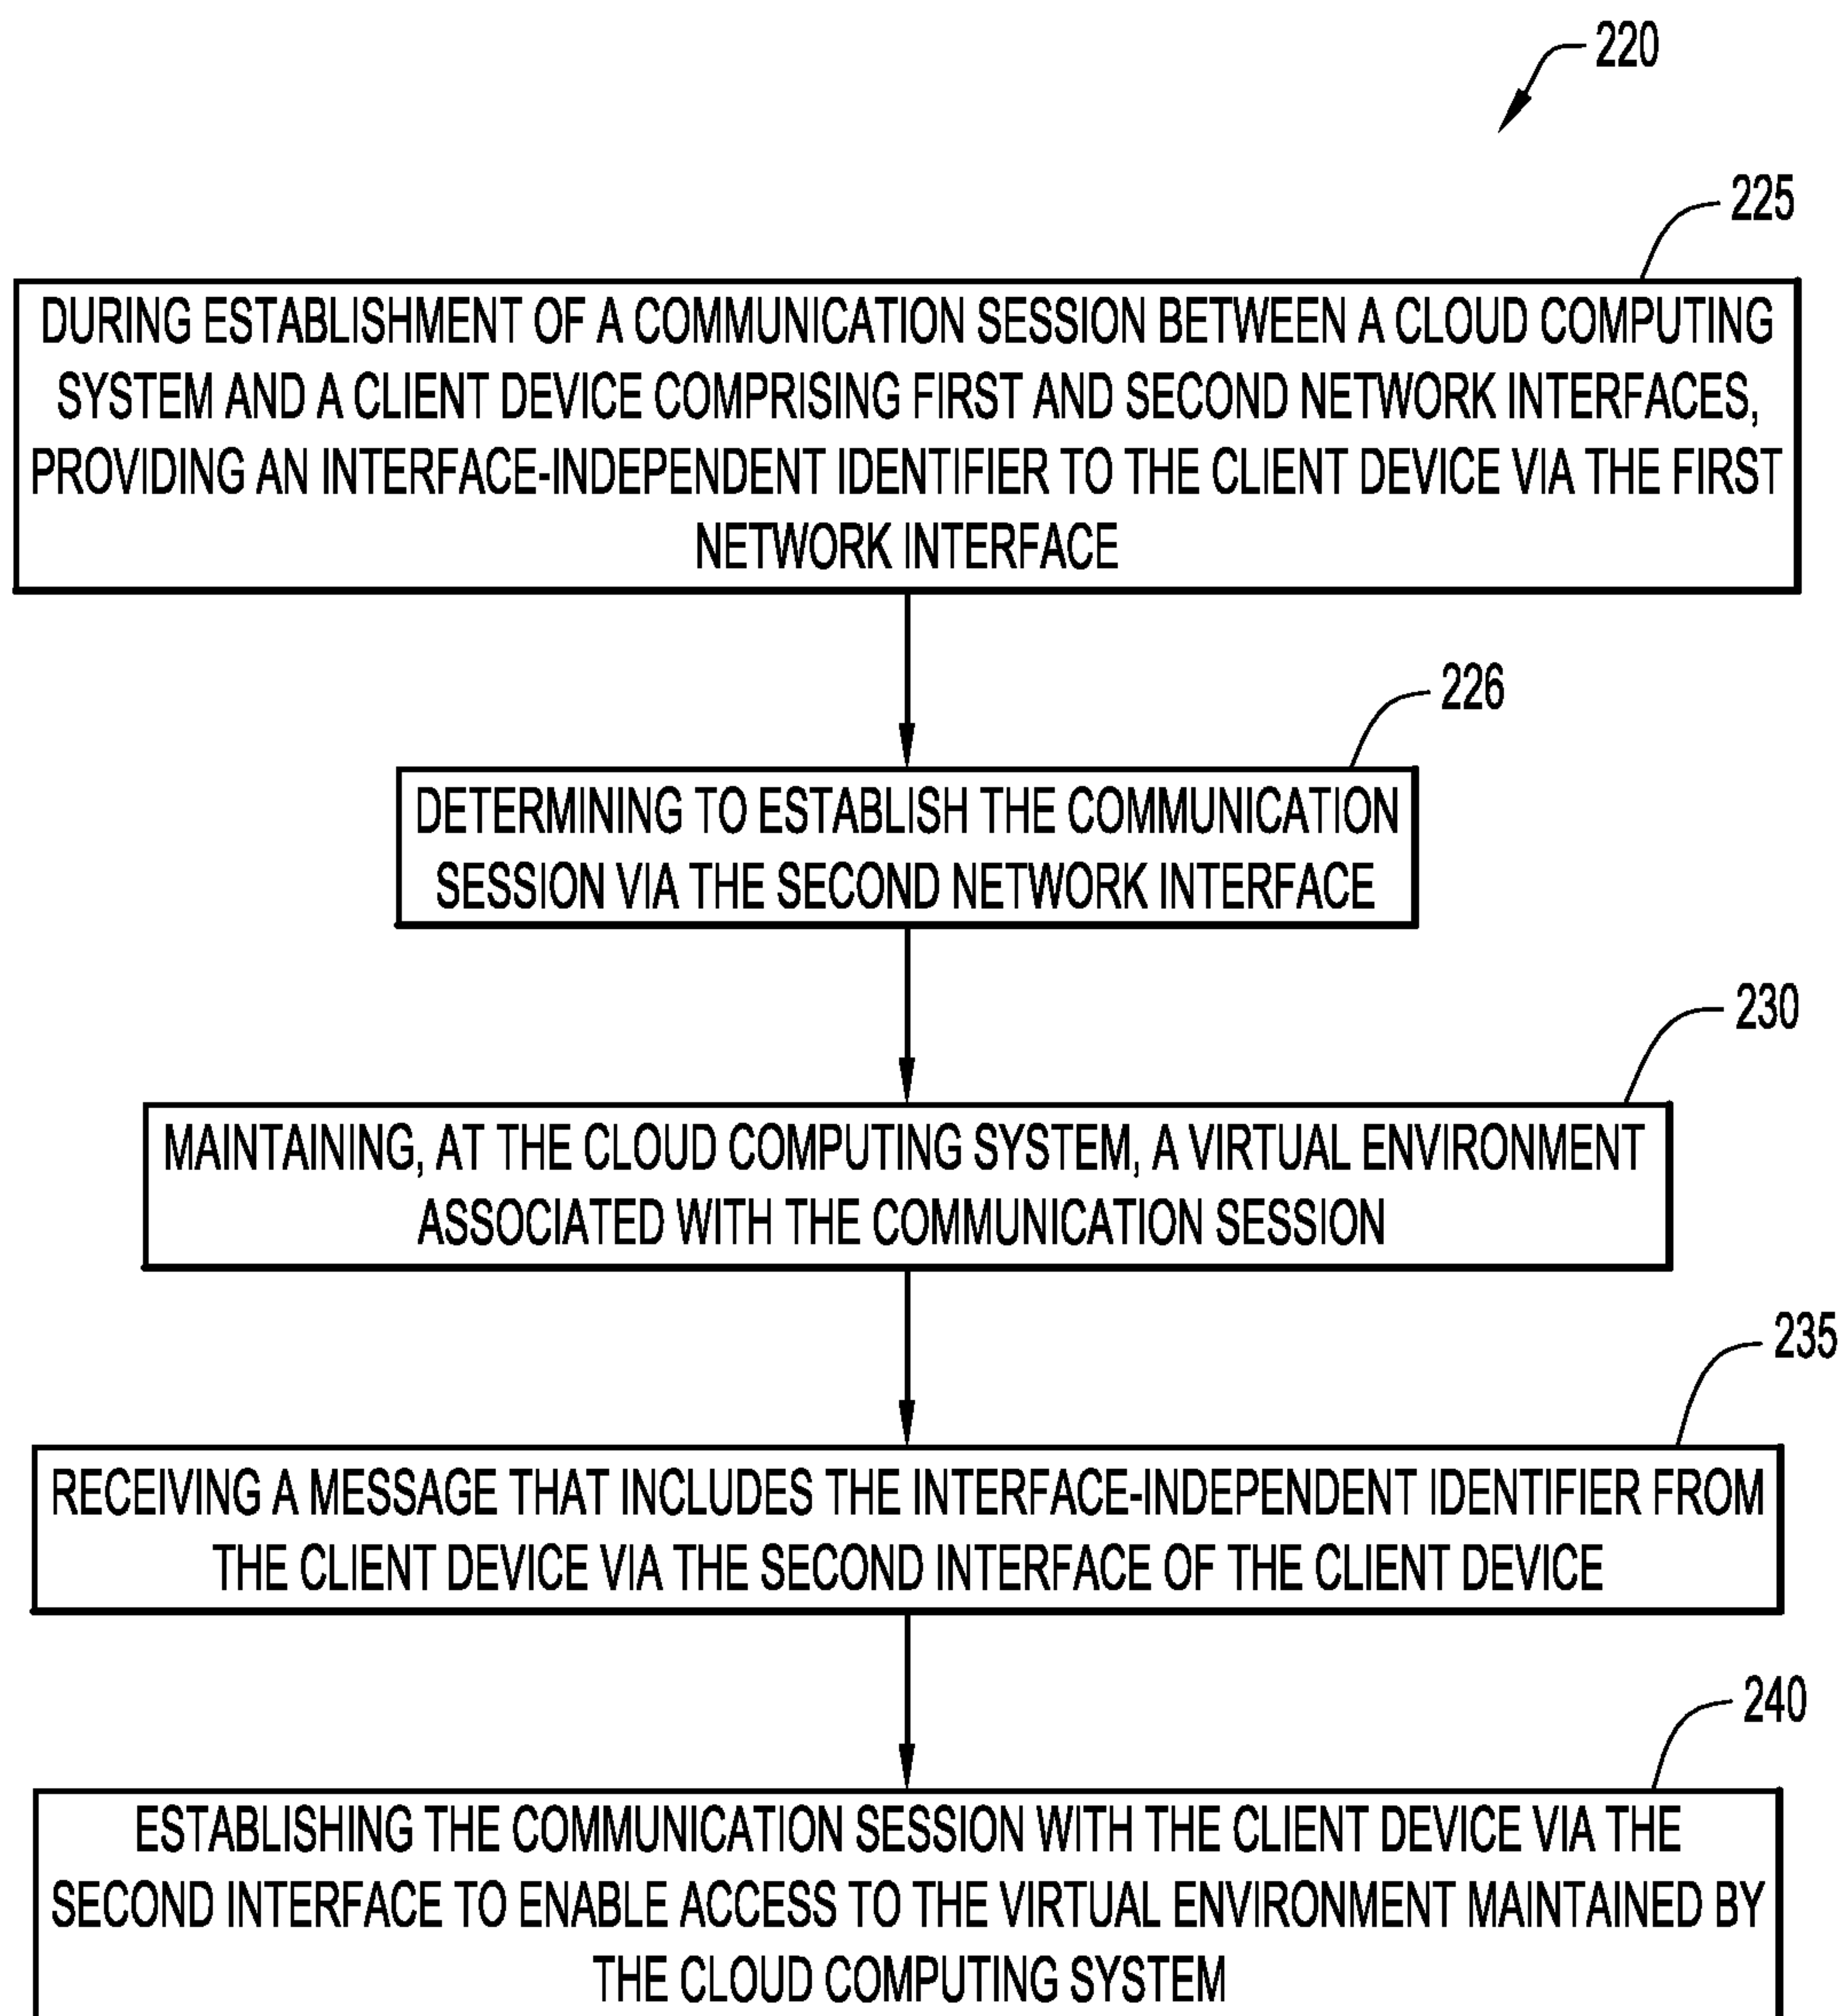 220
225
DURING ESTABLISHMENT OF A COMMUNICATION SESSION BETWEEN A CLOUD COMPUTING
SYSTEM AND A CLIENT DEVICE COMPRISING FIRST AND SECOND NETWORK INTERFACES,
PROVIDING AN INTERFACE-INDEPENDENT IDENTIFIER TO THE CLIENT DEVICE VIA THE FIRST
NETWORK INTERFACE
226
DETERMINING TO ESTABLISH THE COMMUNICATION
SESSION VIA THE SECOND NETWORK INTERFACE
230
MAINTAINING, AT THE CLOUD COMPUTING SYSTEM, A VIRTUAL ENVIRONMENT
ASSOCIATED WITH THE COMMUNICATION SESSION
235
RECEIVING A MESSAGE THAT INCLUDES THE INTERFACE-INDEPENDENT IDENTIFIER FROM
THE CLIENT DEVICE VIA THE SECOND INTERFACE OF THE CLIENT DEVICE
240
ESTABLISHING THE COMMUNICATION SESSION WITH THE CLIENT DEVICE VIA THE
SECOND INTERFACE TO ENABLE ACCESS TO THE VIRTUAL ENVIRONMENT MAINTAINED BY
THE CLOUD COMPUTING SYSTEM